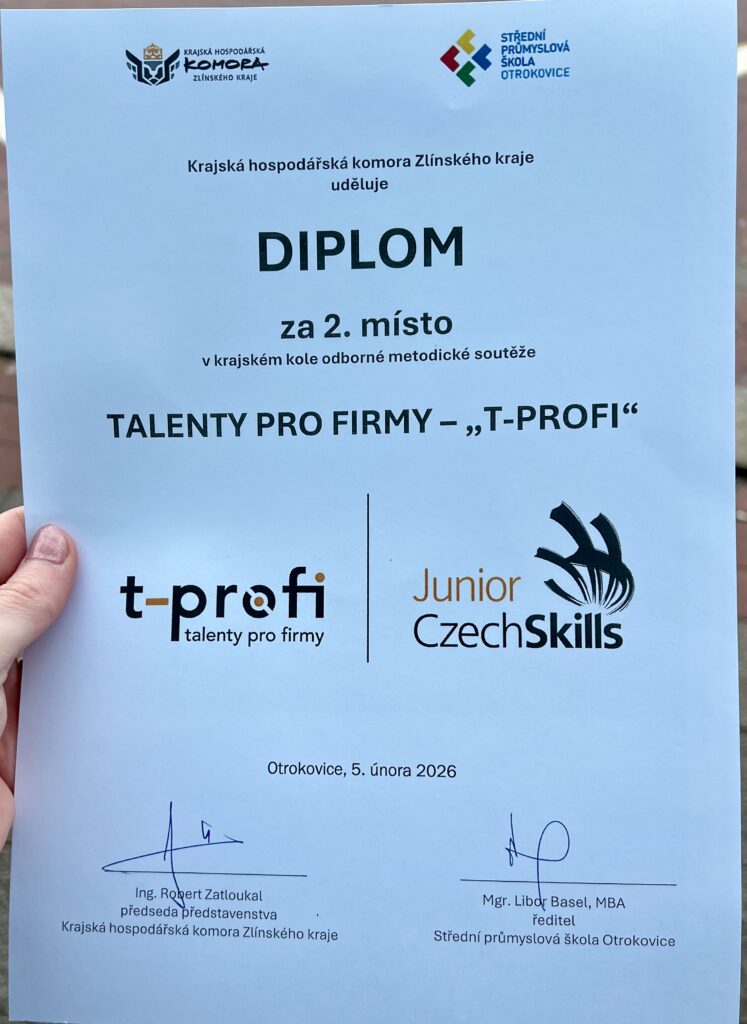 KRAJSKÁ HOSPODÁŘSKÁ
KOMORA
ZLÍNSKÉHO KRAJE
STŘEDNÍ
PRŮMYSLOVÁ
ŠKOLA
OTROKOVICE
Krajská hospodářská komora Zlínského kraje
uděluje
DIPLOM
za 2. místo
v krajském kole odborné metodické soutěže
TALENTY PRO FIRMY – „T-PROFI“
t-profi
talenty pro firmy
Junior
CzechSkills
Otrokovice, 5. února 2026
Ing. Robert Zatloukal
předseda představenstva
Krajská hospodářská komora Zlínského kraje
Mgr. Libor Basel, MBA
ředitel
Střední průmyslová škola Otrokovice